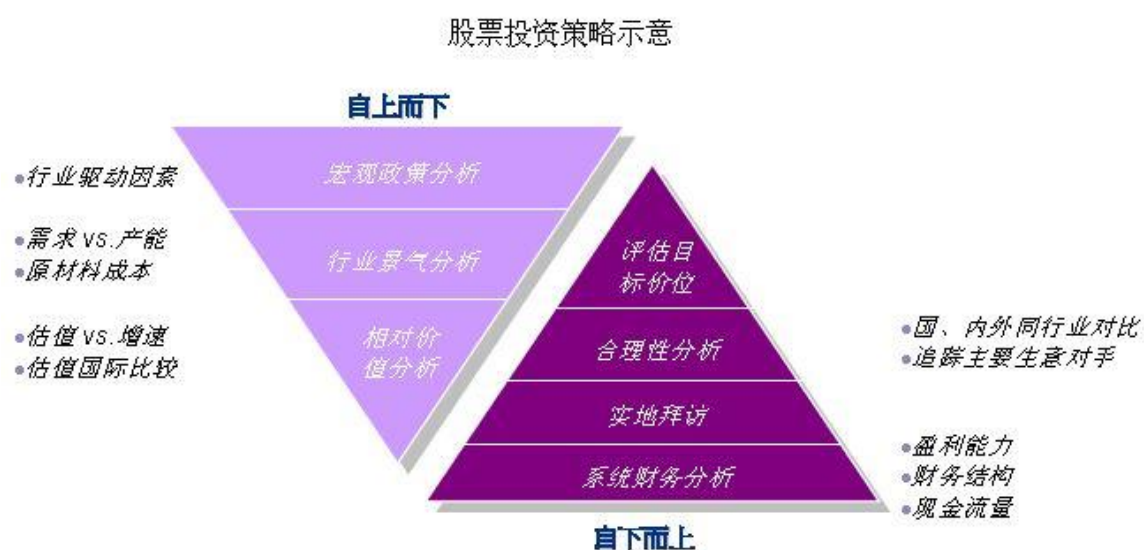 股票投资策略示意
自上而下
•行业驱动因素
宏观政策分析
•需求 vs.产能
•原材料成本
行业景气分析
•估值 vs.增速
•估值国际比较
相对价
值分析
评估目
标价位
合理性分析
•国、内外同行业对比
•追踪主要生意对手
实地拜访
系统财务分析
•盈利能力
•财务结构
•现金流量
自下而上